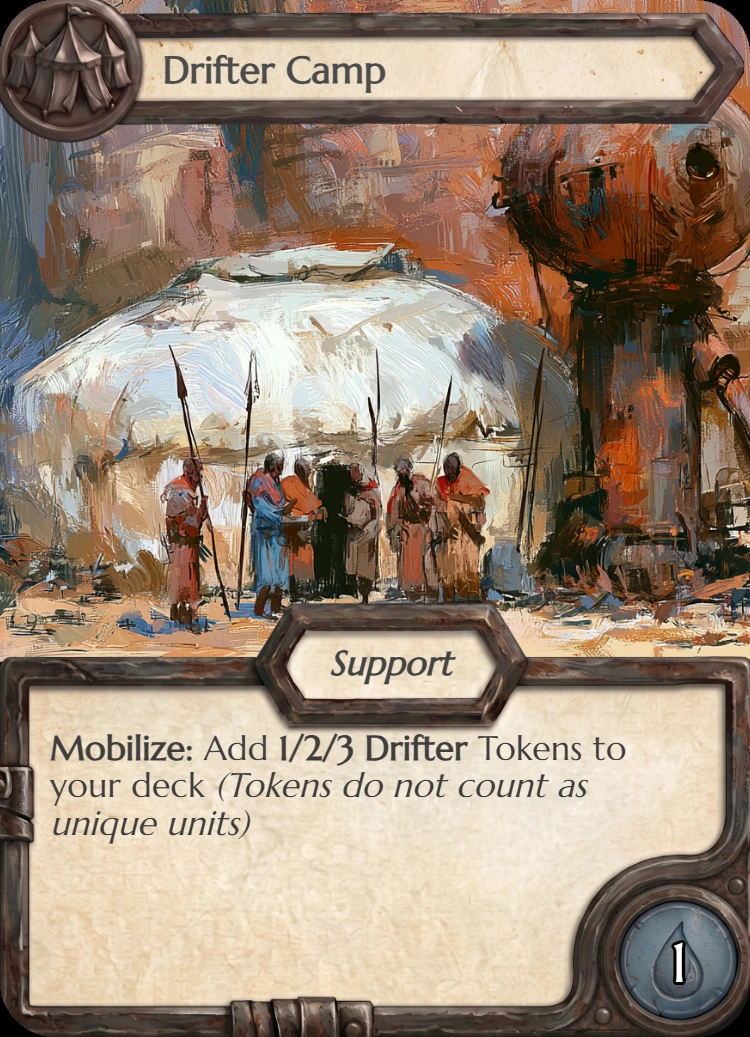 Drifter Camp
Support
Mobilize: Add 1/2/3 Drifter Tokens to
your deck (Tokens do not count as
unique units)
1